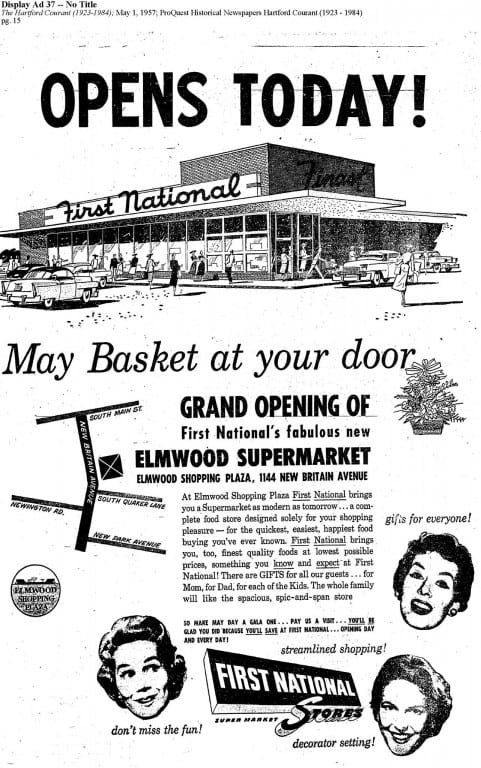 Display Ad 37 -- No Title
The Hartford Courant (1923-1984); May 1, 1957; ProQuest Historical Newspapers Hartford Courant (1923 - 1984)
pg. 15
OPENS TODAY!
First National
Finast
May Basket at your door
GRAND OPENING OF
First National's fabulous new
ELMWOOD SUPERMARKET
ELMWOOD SHOPPING PLAZA, 1144 NEW BRITAIN AVENUE
SOUTH MAIN ST.
NEW BRITAIN AVENUE
SOUTH QUAKER LANE
NEWINGTON RD.
NEW PARK AVENUE
At Elmwood Shopping Plaza First National brings
you a Supermarket as modern as tomorrow...a com-
plete food store designed solely for your shopping
pleasure — for the quickest, easiest, happiest food
buying you've ever known. First National brings
you, too, finest quality foods at lowest possible
prices, something you know and expect at First
National! There are GIFTS for all our guests ... for
Mom, for Dad, for each of the Kids. The whole family
will like the spacious, spic-and-span store
gifts for everyone!
ELMWOOD
SHOPPING
PLAZA
SO MAKE MAY DAY A GALA ONE... PAY US A VISIT... YOU'LL BE
GLAD YOU DID BECAUSE YOU'LL SAVE AT FIRST NATIONAL... OPENING DAY
AND EVERY DAY!
streamlined shopping!
FIRST NATIONAL
SUPER MARKET
STORES
don't miss the fun!
decorator setting!